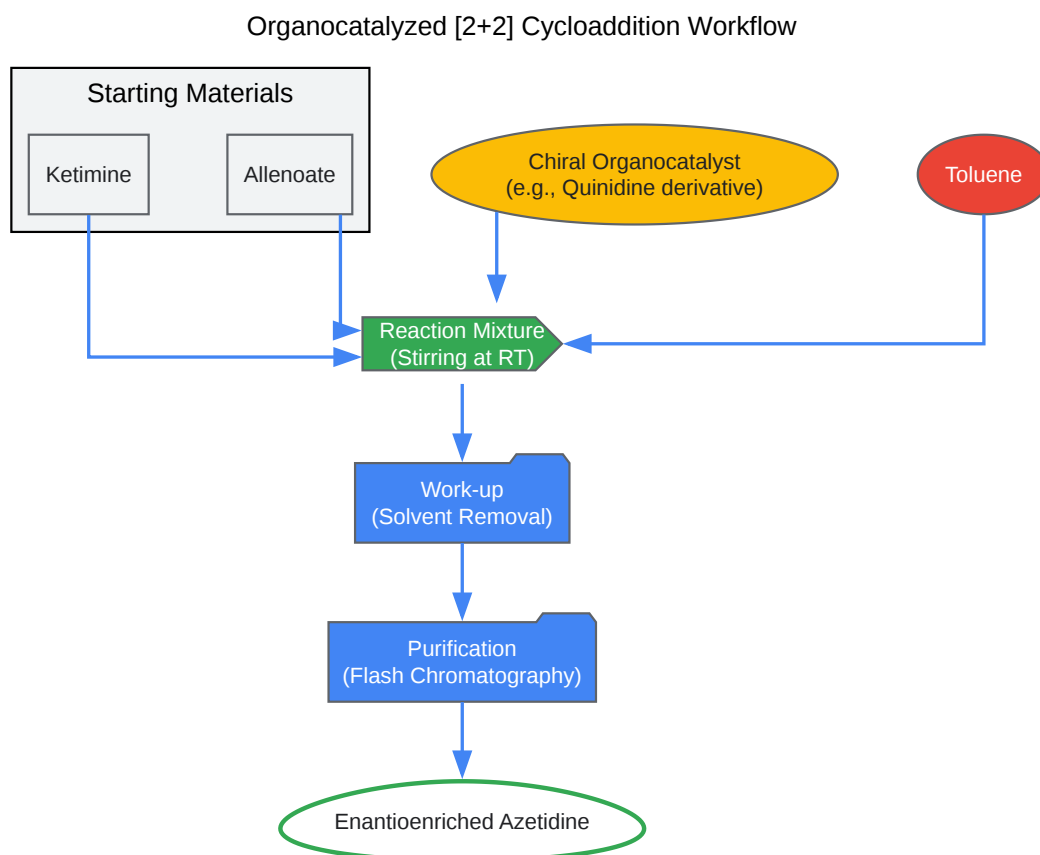 Organocatalyzed [2+2] Cycloaddition Workflow
Starting Materials
Ketimine
Allenoate
Chiral Organocatalyst
(e.g., Quinidine derivative)
Toluene
Reaction Mixture
(Stirring at RT)
Work-up
(Solvent Removal)
Purification
(Flash Chromatography)
Enantioenriched Azetidine